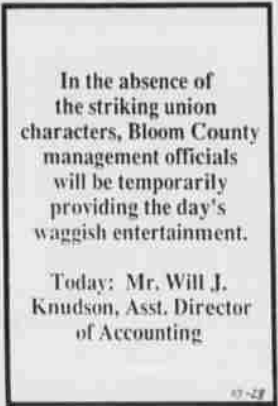 In the absence of
the striking union
characters, Bloom County
management officials
will be temporarily
providing the day's
waggish entertainment.
Today: Mr. Will J.
Knudson, Asst. Director
of Accounting